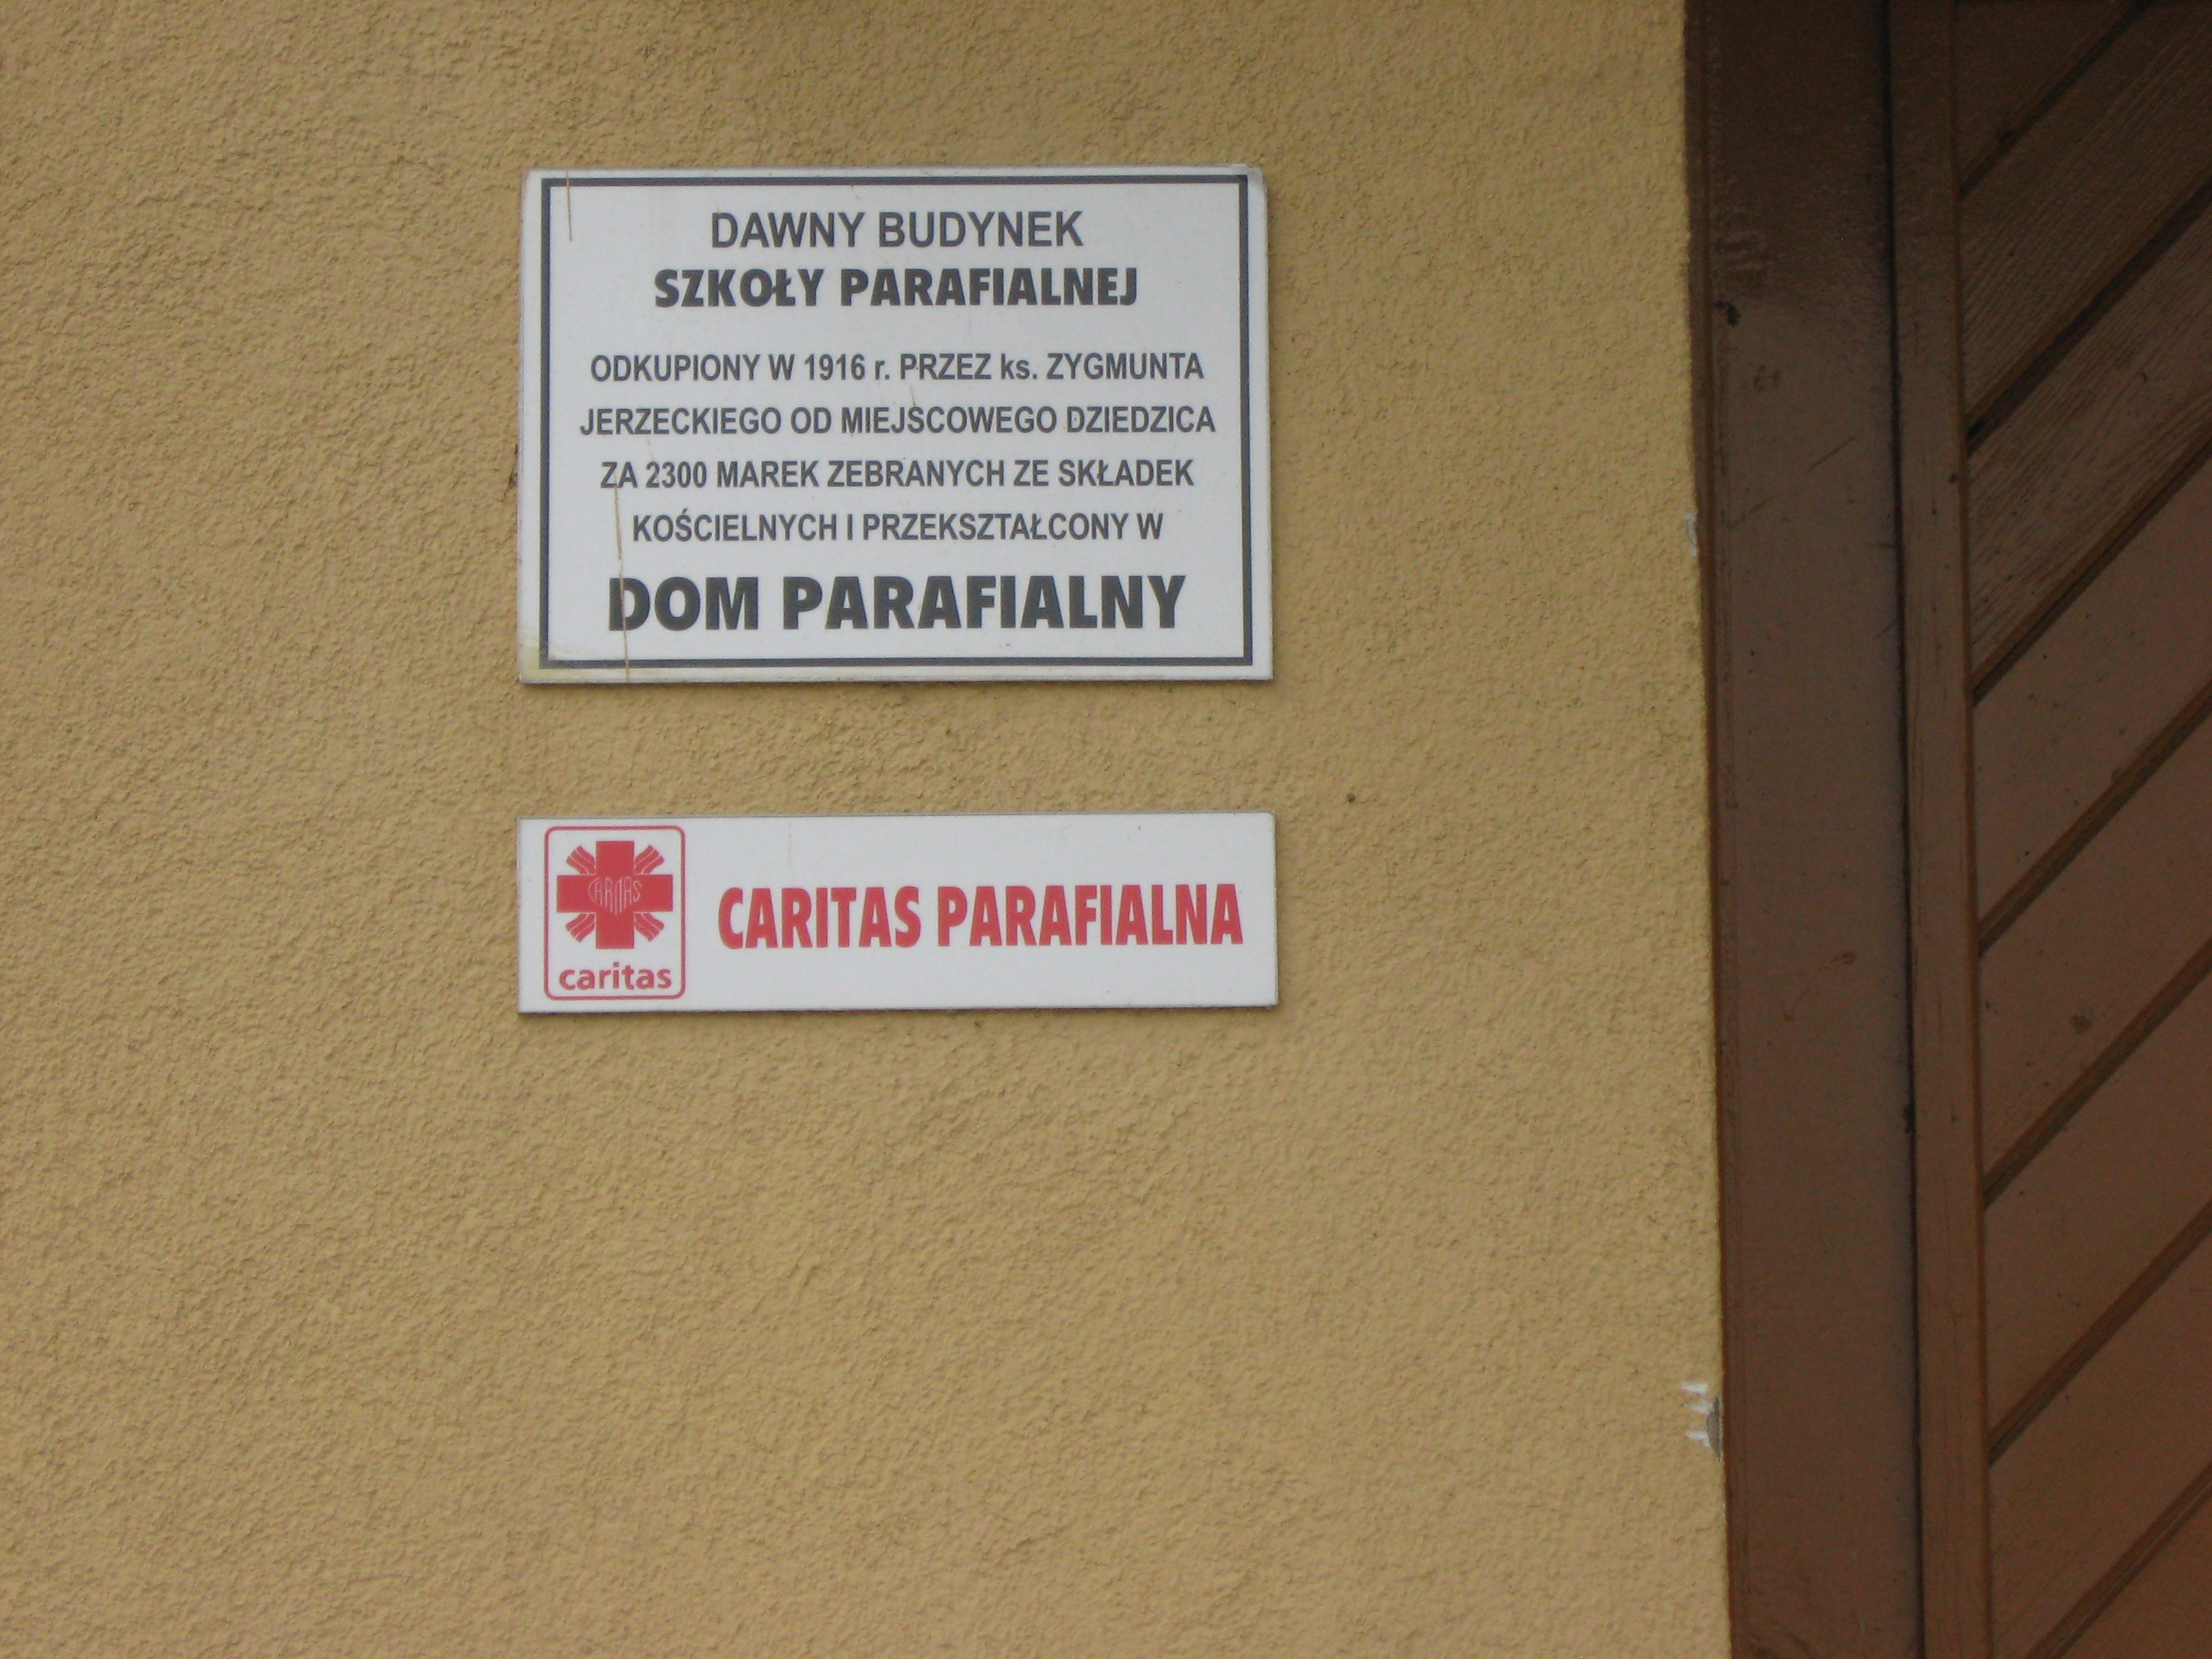 DAWNY BUDYNEK
SZKOŁY PARAFIALNEJ
ODKUPIONY W 1916 r. PRZEZ ks. ZYGMUNTA
JERZECKIEGO OD MIEJSCOWEGO DZIEDZICA
ZA 2300 MAREK ZEBRANYCH ZE SKŁADEK
KOŚCIELNYCH I PRZEKSZTAŁCONY W
DOM PARAFIALNY
CARITAS
caritas
CARITAS PARAFIALNA